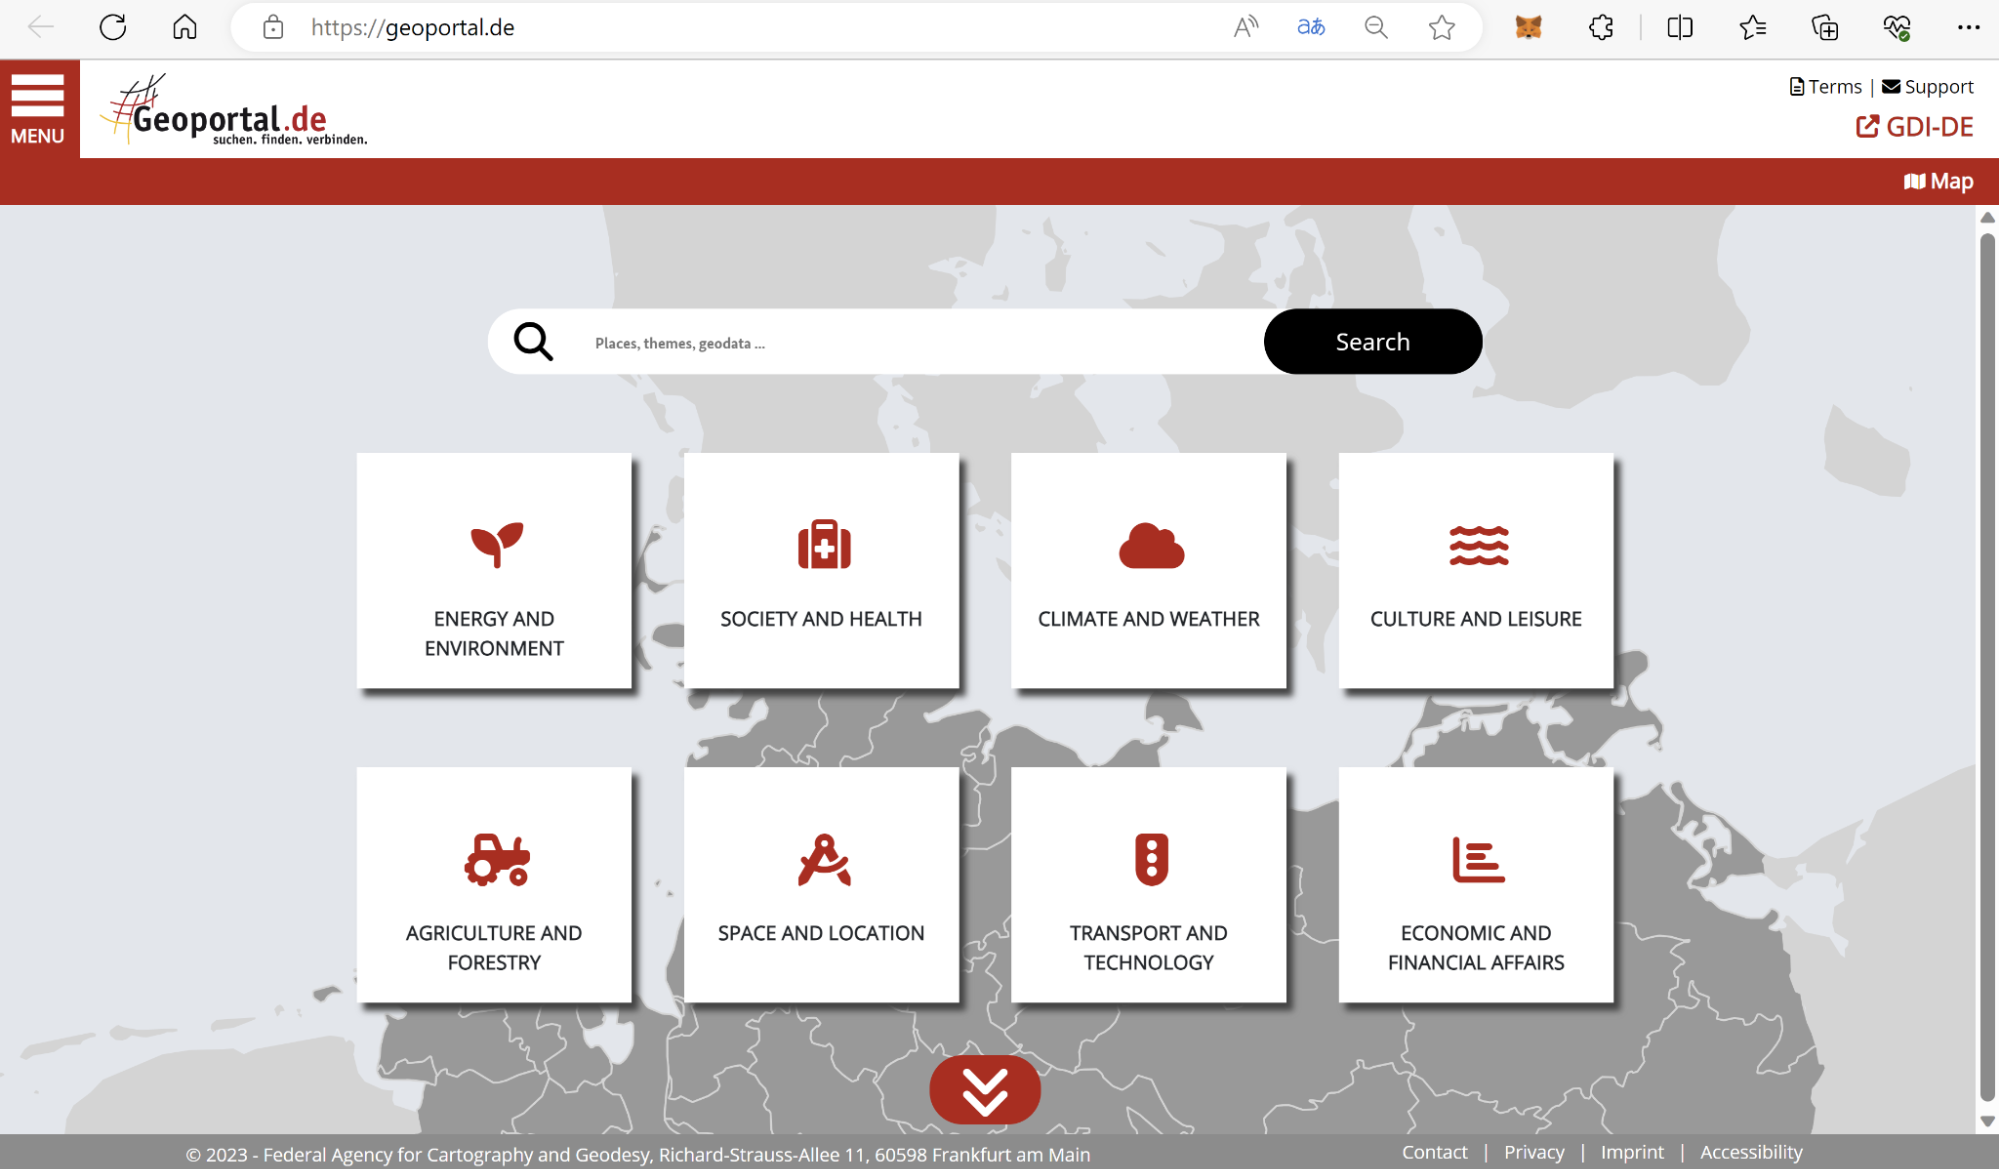 https://geoportal.de
MENU
Geoportal.de
suchen. finden. verbinden.
Terms | Support
GDI-DE
Map
Places, themes, geodata ...
Search
ENERGY AND
ENVIRONMENT
SOCIETY AND HEALTH
CLIMATE AND WEATHER
CULTURE AND LEISURE
AGRICULTURE AND
FORESTRY
SPACE AND LOCATION
TRANSPORT AND
TECHNOLOGY
ECONOMIC AND
FINANCIAL AFFAIRS
© 2023 - Federal Agency for Cartography and Geodesy, Richard-Strauss-Allee 11, 60598 Frankfurt am Main
Contact | Privacy | Imprint | Accessibility